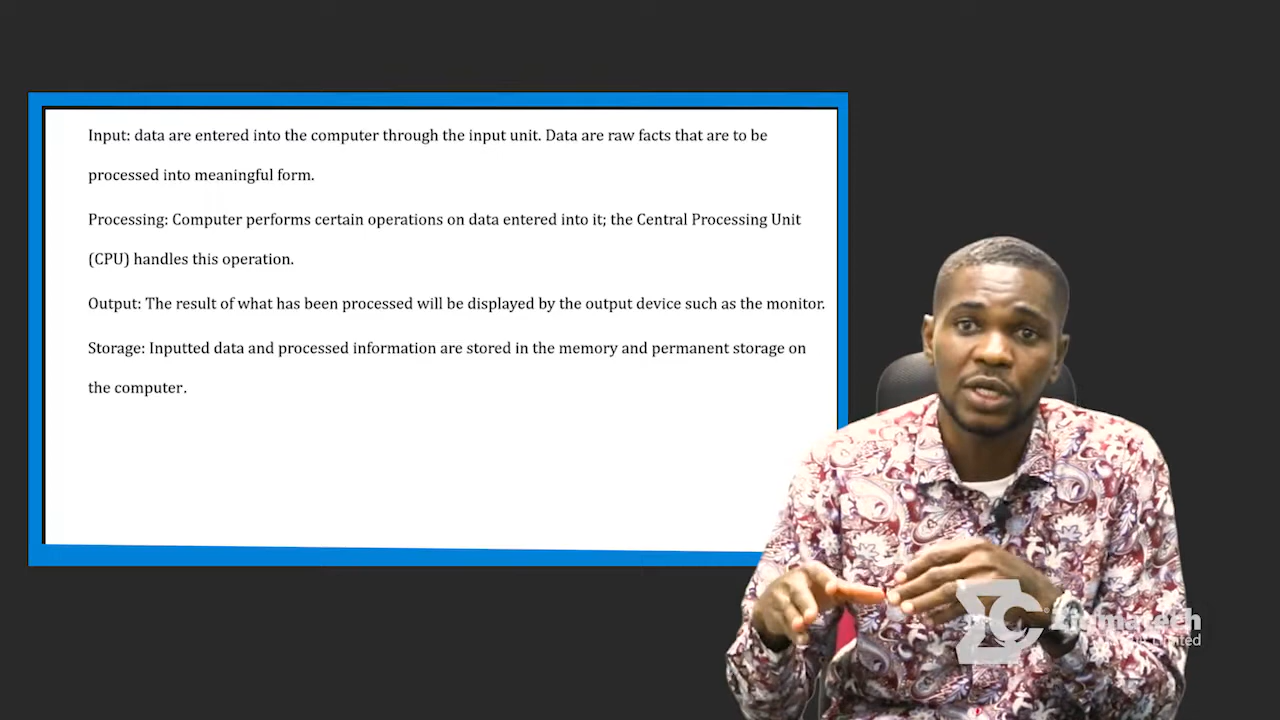 Input: data are entered into the computer through the input unit. Data are raw facts that are to be
processed into meaningful form.
Processing: Computer performs certain operations on data entered into it; the Central Processing Unit
(CPU) handles this operation.
Output: The result of what has been processed will be displayed by the output device such as the monitor.
Storage: Inputted data and processed information are stored in the memory and permanent storage on
the computer.
Limited